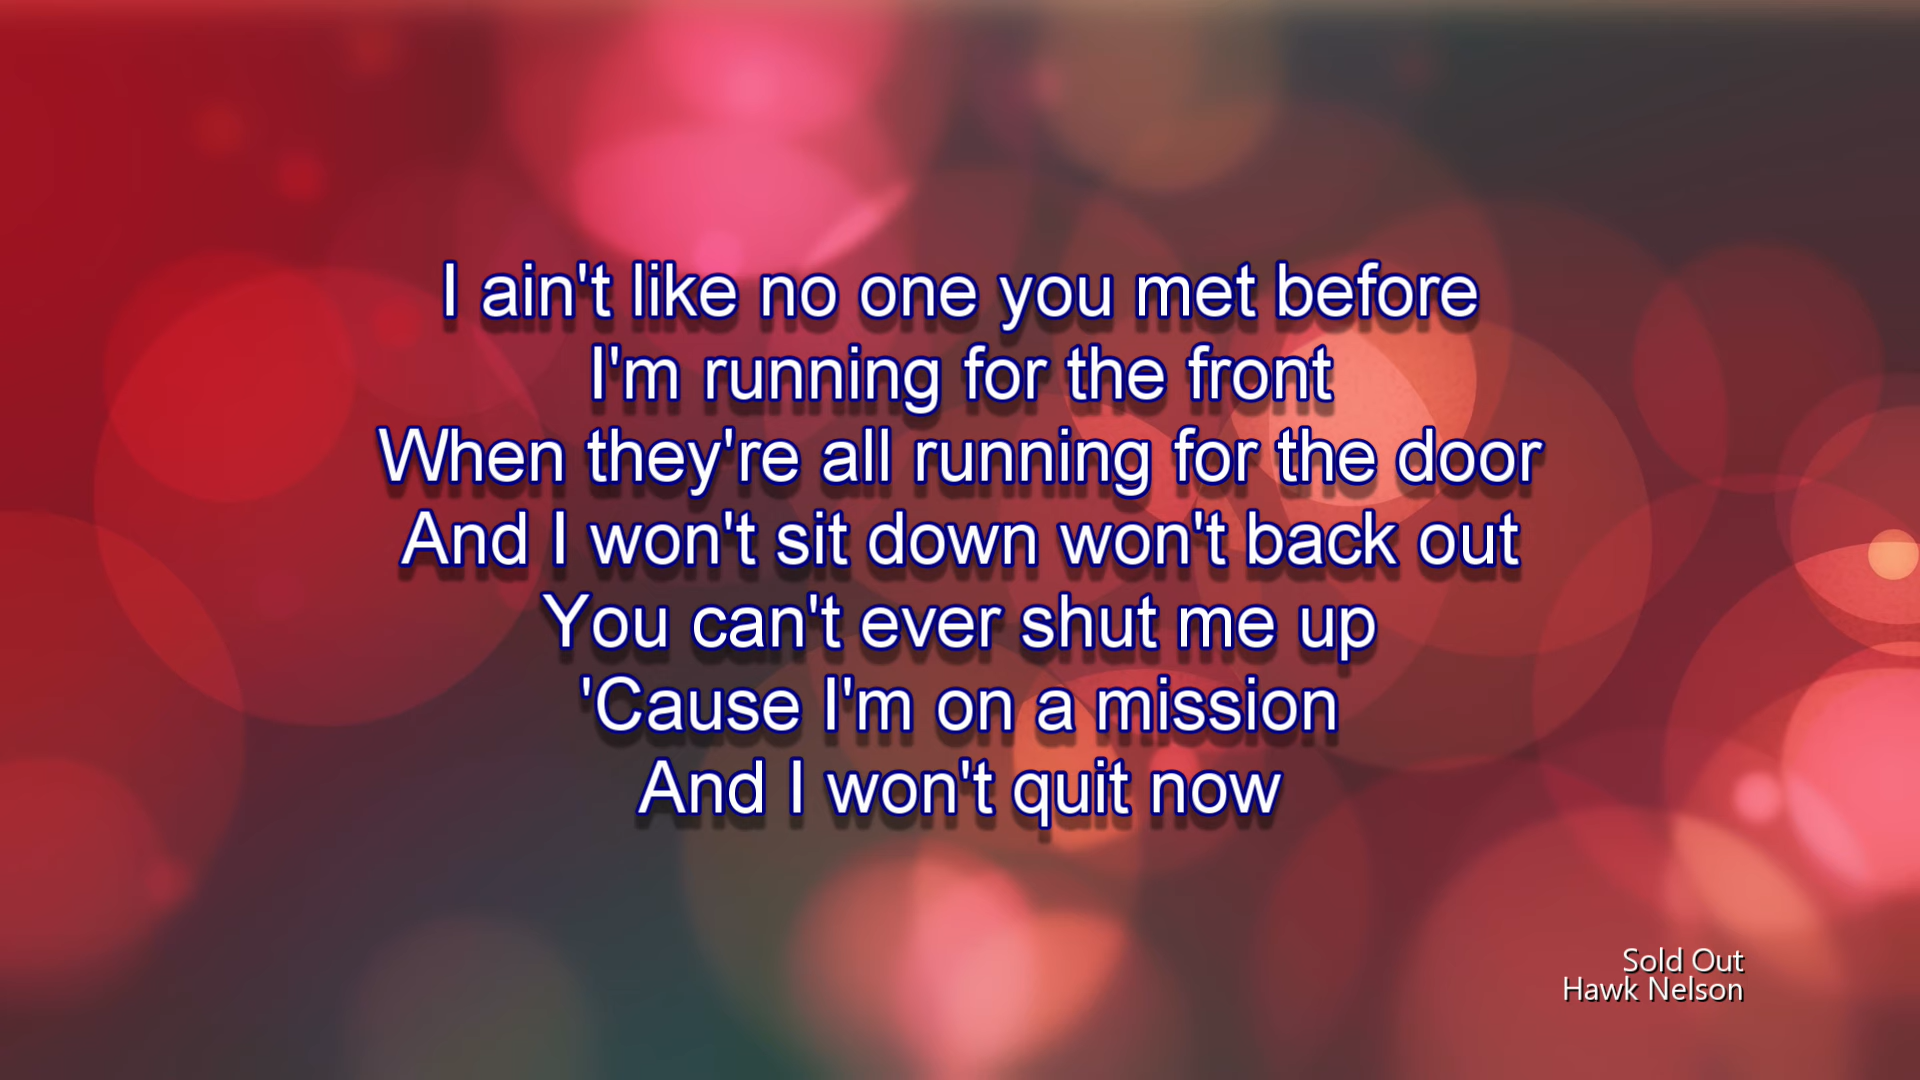 I ain't like no one you met before
I'm running for the front
When they're all running for the door
And I won't sit down won't back out
You can't ever shut me up
'Cause I'm on a mission
And I won't quit now
Sold Out
Hawk Nelson